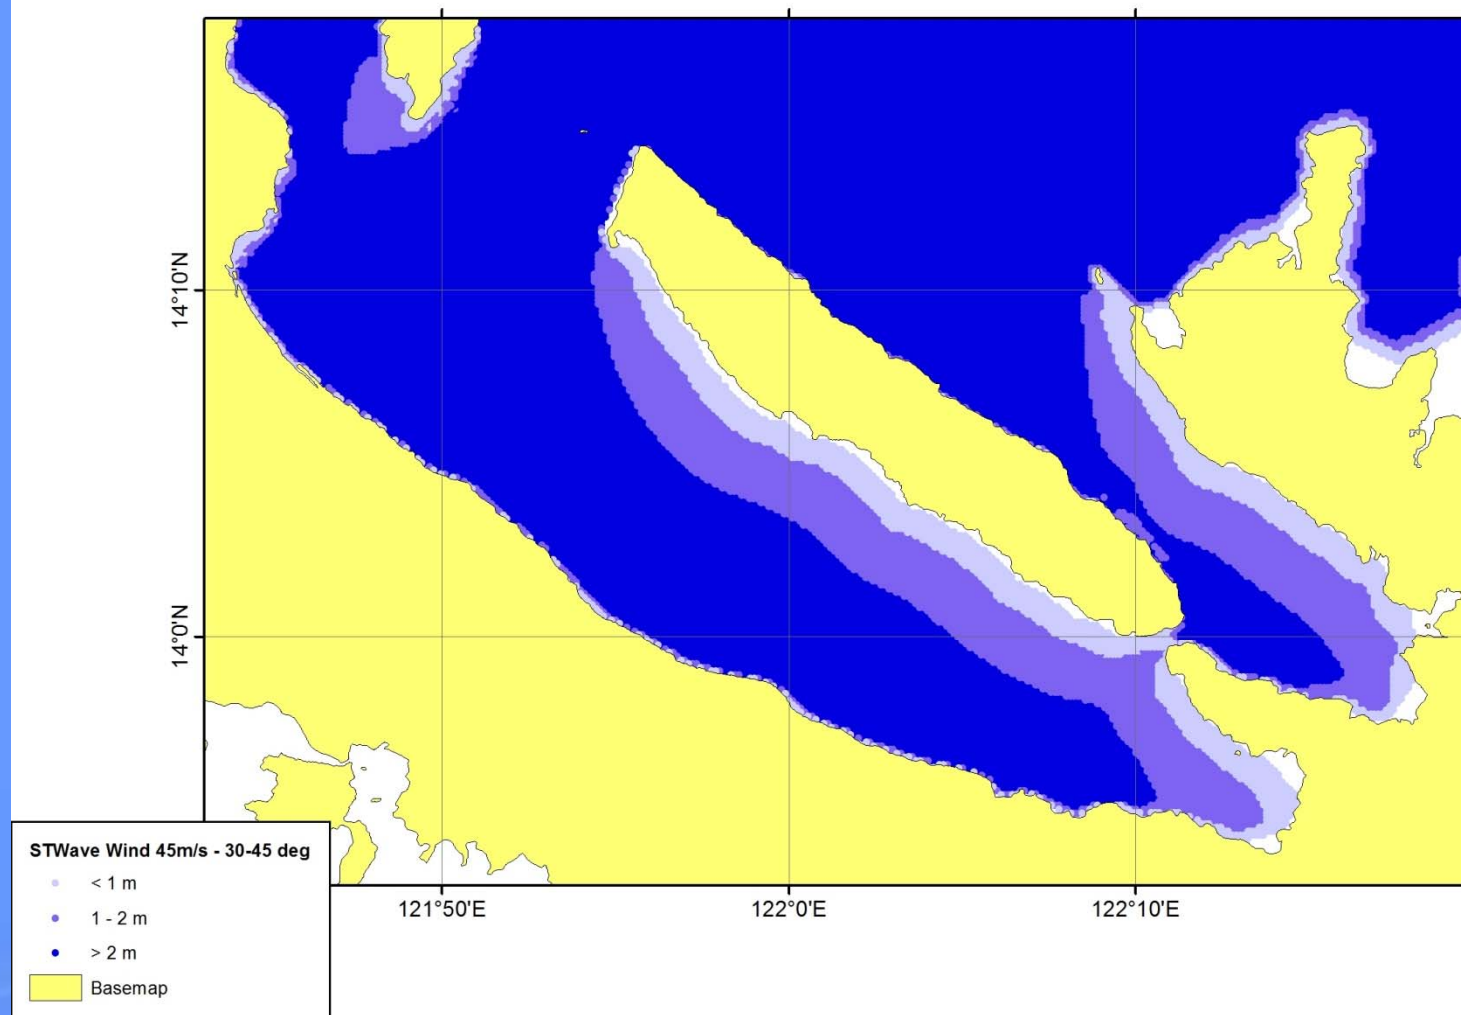 14°10'N
14°0'N
121°50'E
122°0'E
122°10'E
STWave Wind 45m/s - 30-45 deg
< 1 m
1 - 2 m
> 2 m
Basemap